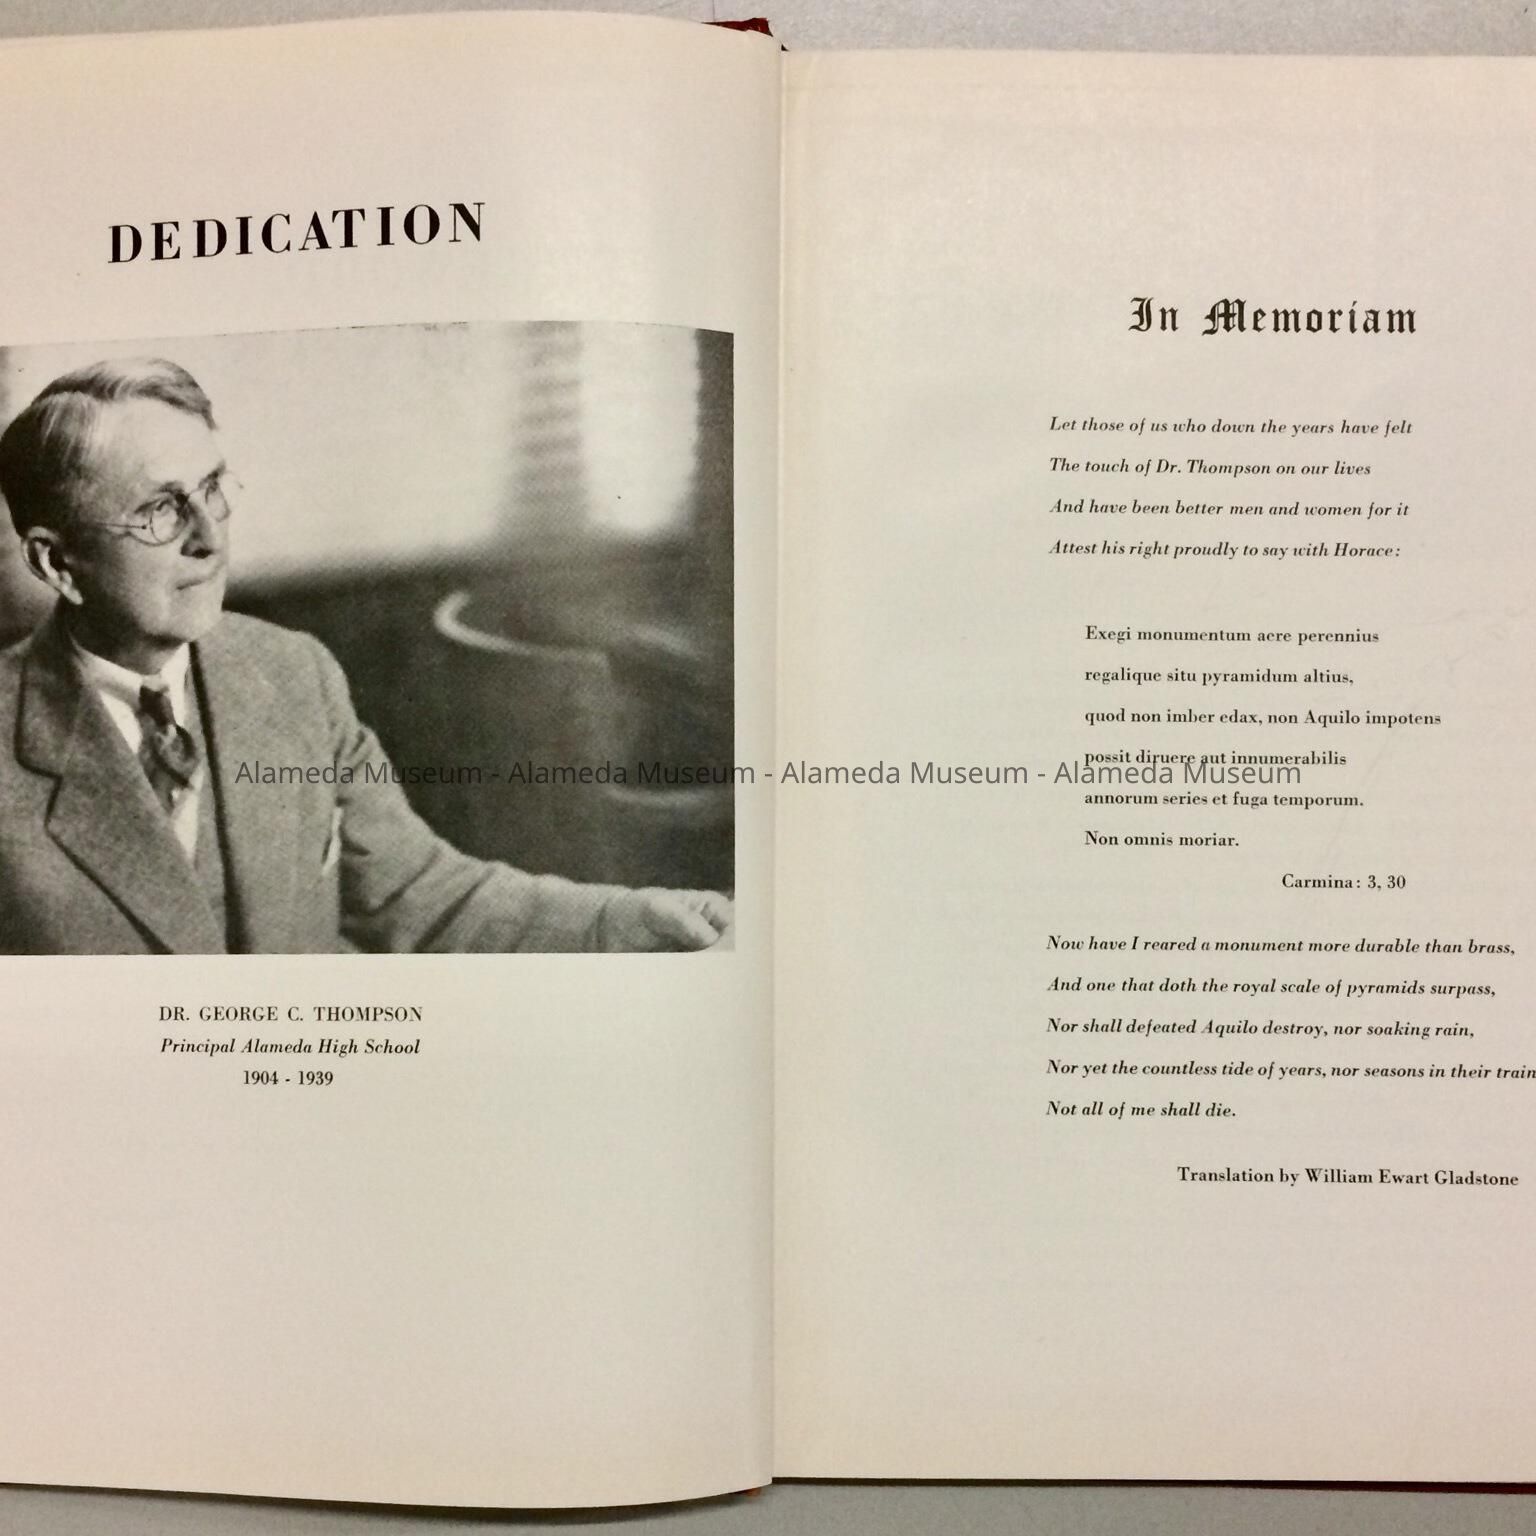 DEDICATION
DR. GEORGE C. THOMPSON
Principal Alameda High School
1904 - 1939
In Memoriam
Let those of us who down the years have felt
The touch of Dr. Thompson on our lives
And have been better men and women for it
Attest his right proudly to say with Horace:
Exegi monumentum aere perennius
regalique situ pyramidum altius,
quod non imber edax, non Aquilo impotens
possit diruere aut innumerabilis
annorum series et fuga temporum.
Non omnis moriar.
Carmina: 3, 30
Now have I reared a monument more durable than brass,
And one that doth the royal scale of pyramids surpass,
Nor shall defeated Aquilo destroy, nor soaking rain,
Nor yet the countless tide of years, nor seasons in their train
Not all of me shall die.
Translation by William Ewart Gladstone
Alameda Museum - Alameda Museum - Alameda Museum - Alameda Museum